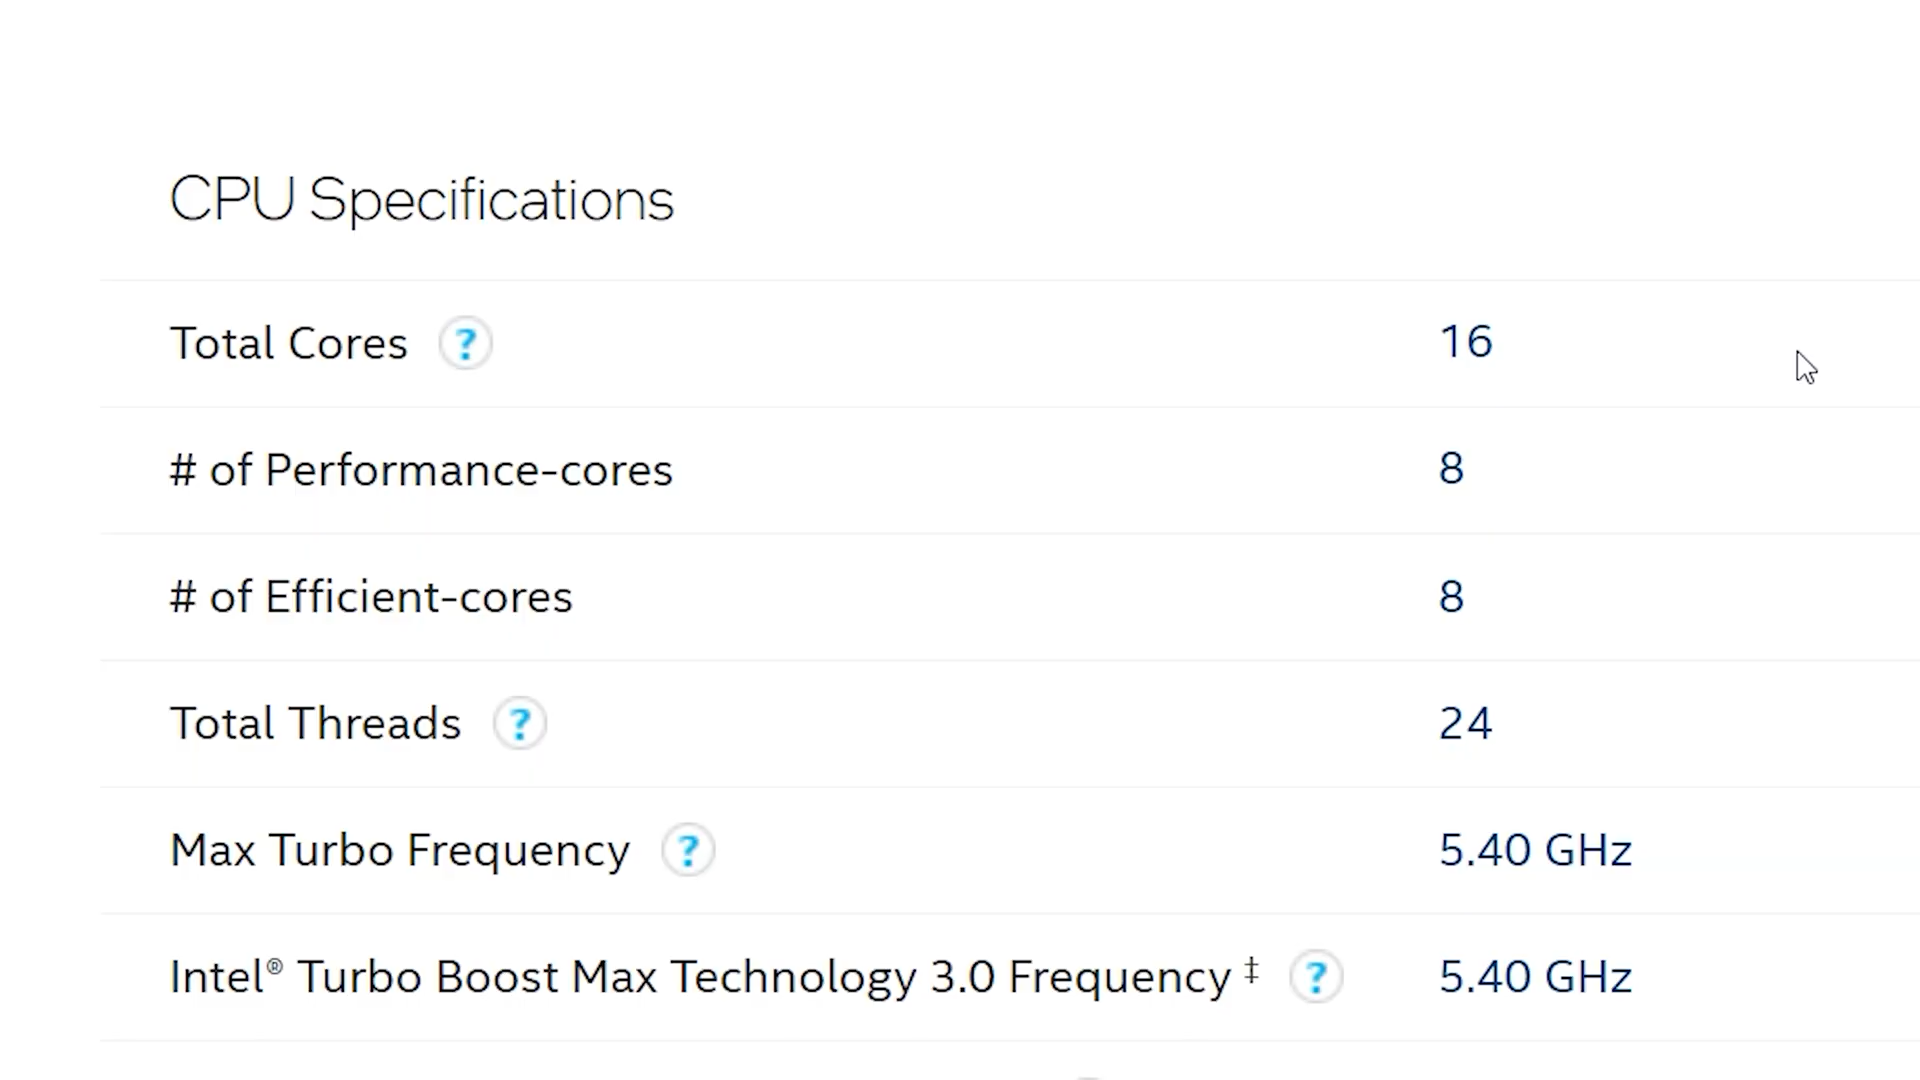 CPU Specifications
Total Cores ? 16
# of Performance-cores 8
# of Efficient-cores 8
Total Threads ? 24
Max Turbo Frequency ? 5.40 GHz
Intel® Turbo Boost Max Technology 3.0 Frequency ‡ ? 5.40 GHz